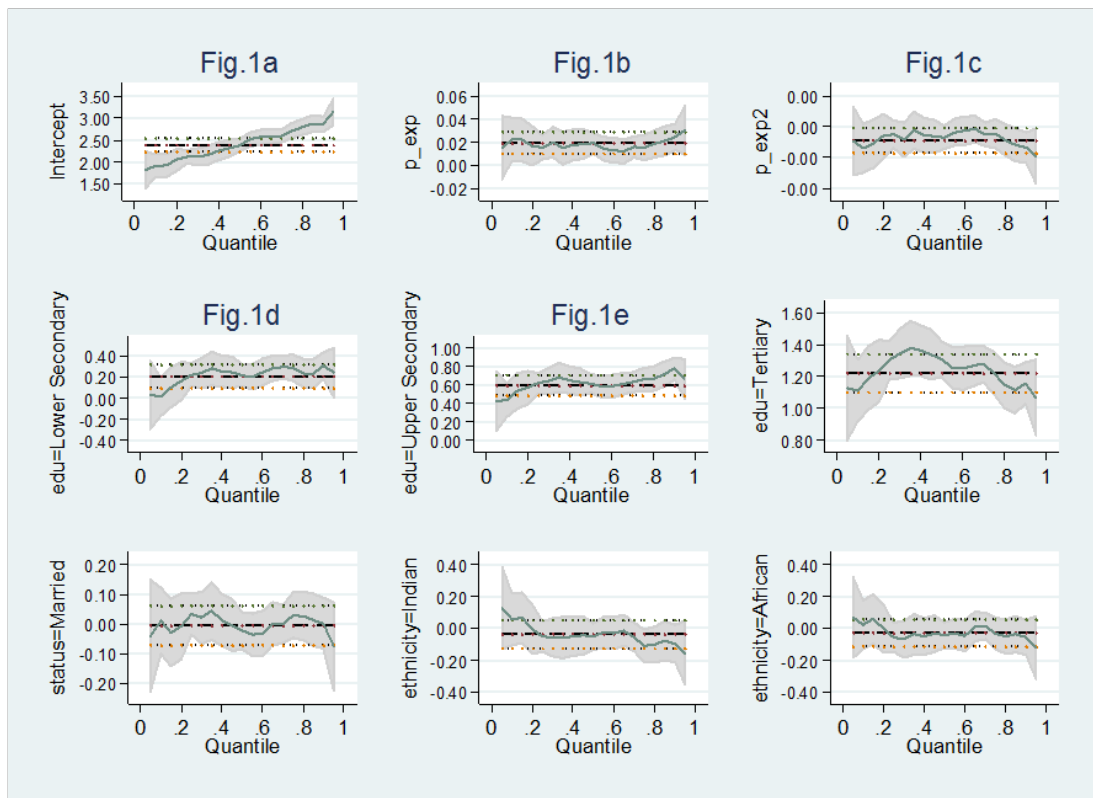 Fig.1a
Intercept
3.50
3.00
2.50
2.00
1.50
0 .2 .4 .6 .8 1
Quantile
Fig.1b
p_exp
0.06
0.04
0.02
0.00
-0.02
0 .2 .4 .6 .8 1
Quantile
Fig.1c
p_exp2
0.00
-0.00
-0.00
-0.00
0 .2 .4 .6 .8 1
Quantile
Fig.1d
edu=Lower Secondary
0.40
0.20
0.00
-0.20
-0.40
0 .2 .4 .6 .8 1
Quantile
Fig.1e
edu=Upper Secondary
1.00
0.80
0.60
0.40
0.20
0.00
0 .2 .4 .6 .8 1
Quantile
edu=Tertiary
1.60
1.40
1.20
1.00
0.80
0 .2 .4 .6 .8 1
Quantile
status=Married
0.20
0.10
0.00
-0.10
-0.20
0 .2 .4 .6 .8 1
Quantile
ethnicity=Indian
0.40
0.20
0.00
-0.20
-0.40
0 .2 .4 .6 .8 1
Quantile
ethnicity=African
0.40
0.20
0.00
-0.20
-0.40
0 .2 .4 .6 .8 1
Quantile